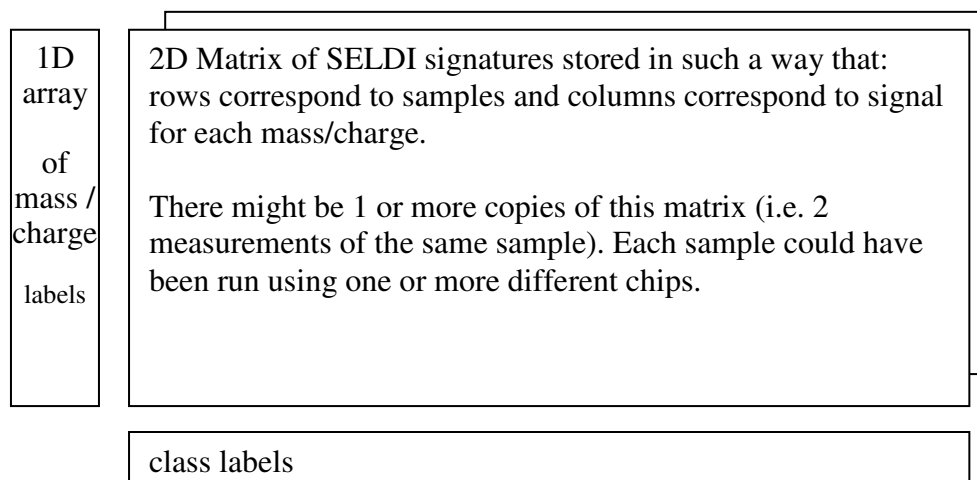 1D
array
of
mass /
charge
labels
2D Matrix of SELDI signatures stored in such a way that:
rows correspond to samples and columns correspond to signal
for each mass/charge.
There might be 1 or more copies of this matrix (i.e. 2
measurements of the same sample). Each sample could have
been run using one or more different chips.
class labels